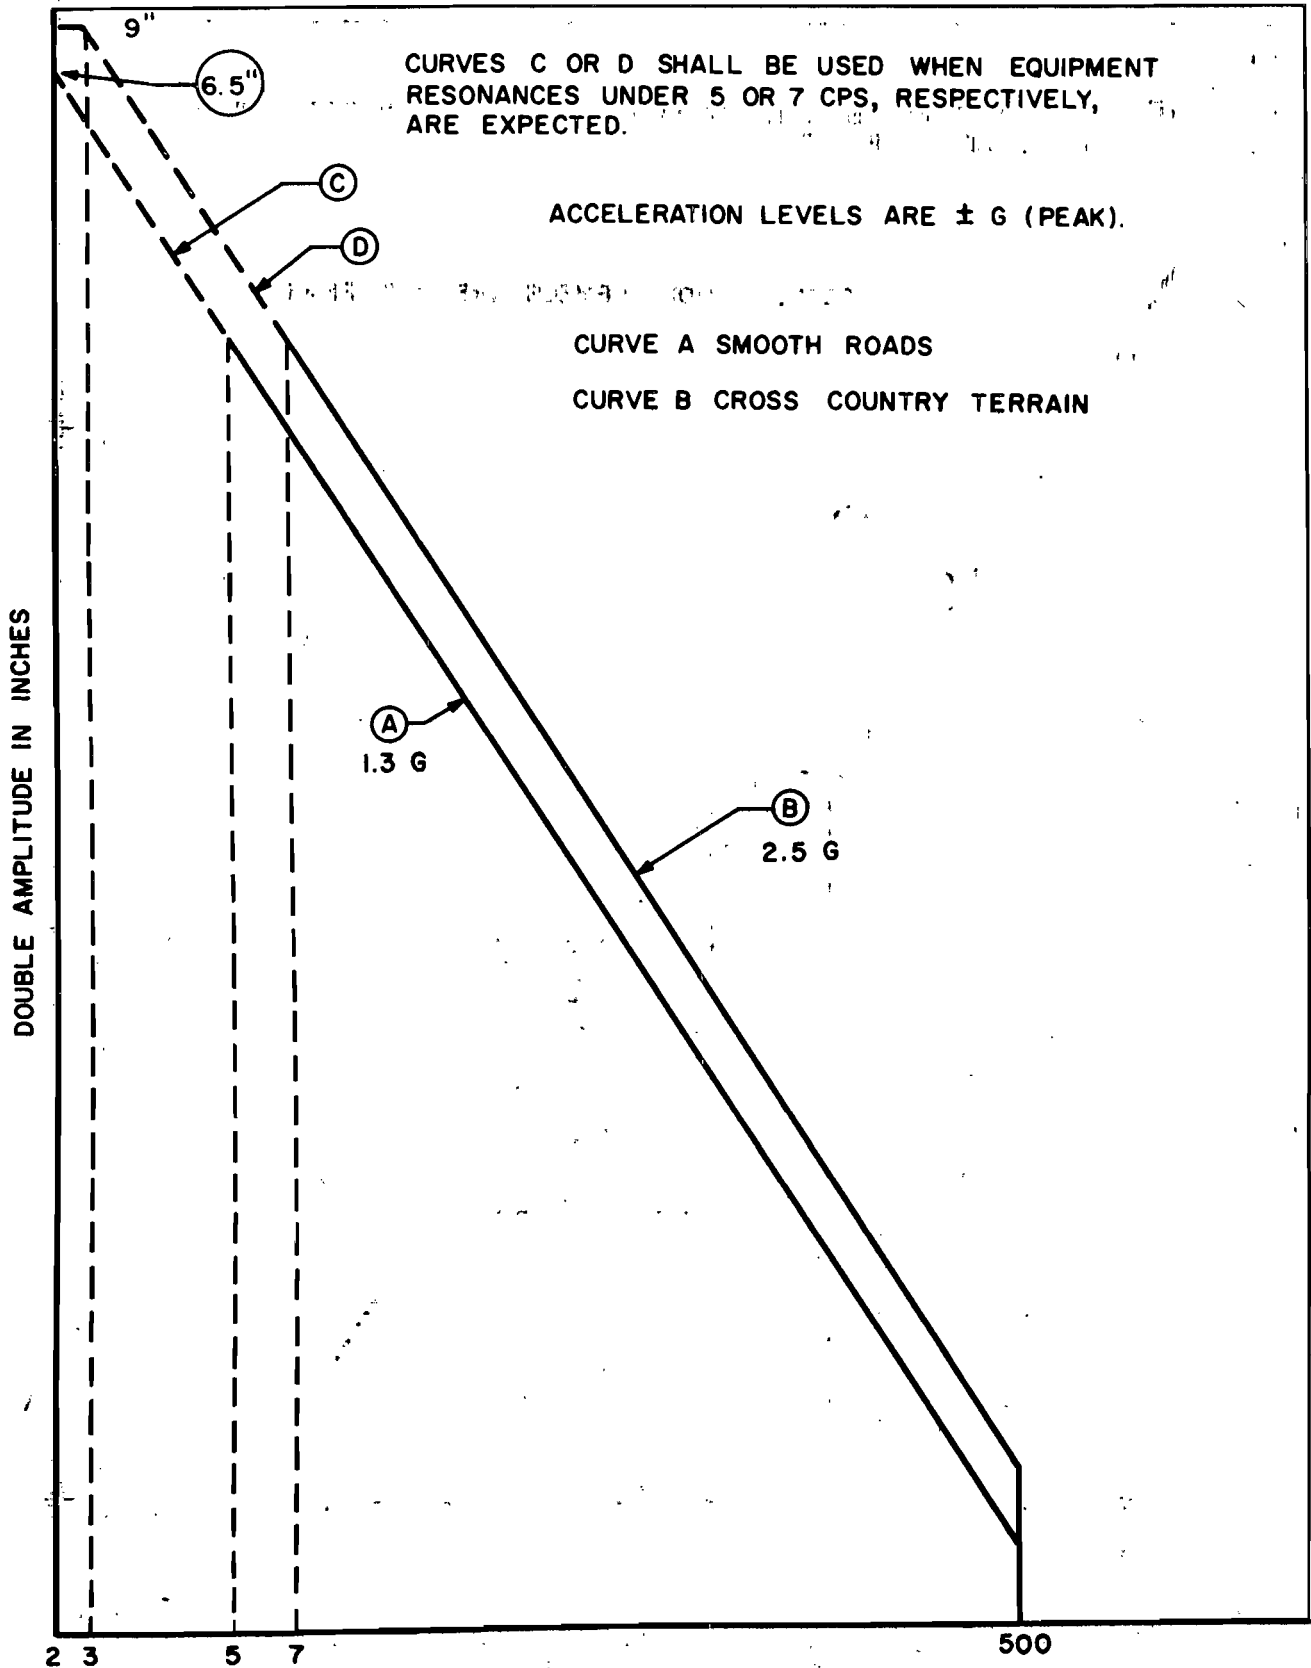 9"
6.5"
CURVES C OR D SHALL BE USED WHEN EQUIPMENT
RESONANCES UNDER 5 OR 7 CPS, RESPECTIVELY,
ARE EXPECTED.
C
ACCELERATION LEVELS ARE ± G (PEAK).
D
CURVE A SMOOTH ROADS
CURVE B CROSS COUNTRY TERRAIN
DOUBLE AMPLITUDE IN INCHES
A
1.3 G
B
2.5 G
2 3 5 7 500